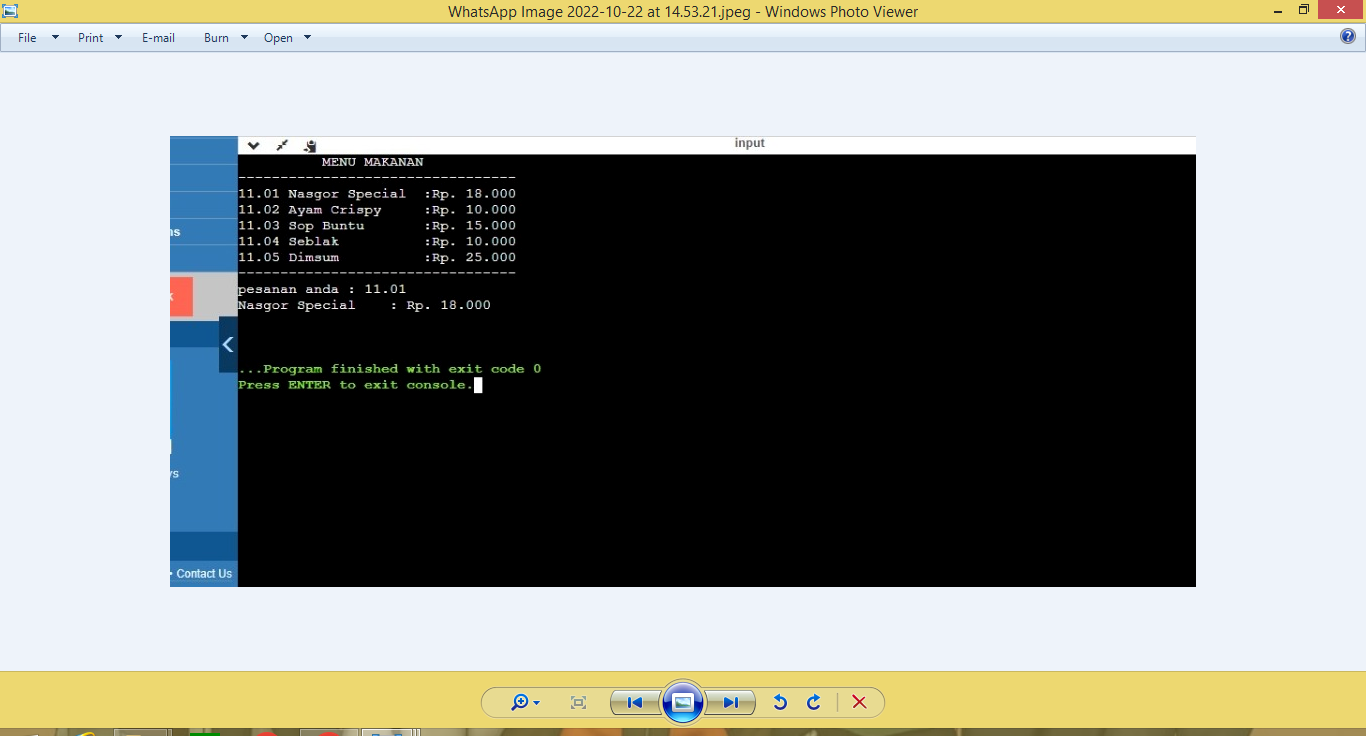 WhatsApp Image 2022-10-22 at 14.53.21.jpeg - Windows Photo Viewer
File Print E-mail Burn Open
input
MENU MAKANAN
---------------------------------
11.01 Nasgor Special :Rp. 18.000
11.02 Ayam Crispy :Rp. 10.000
11.03 Sop Buntu :Rp. 15.000
11.04 Seblak :Rp. 10.000
11.05 Dimsum :Rp. 25.000
---------------------------------
pesanan anda : 11.01
Nasgor Special : Rp. 18.000
...Program finished with exit code 0
Press ENTER to exit console.
• Contact Us